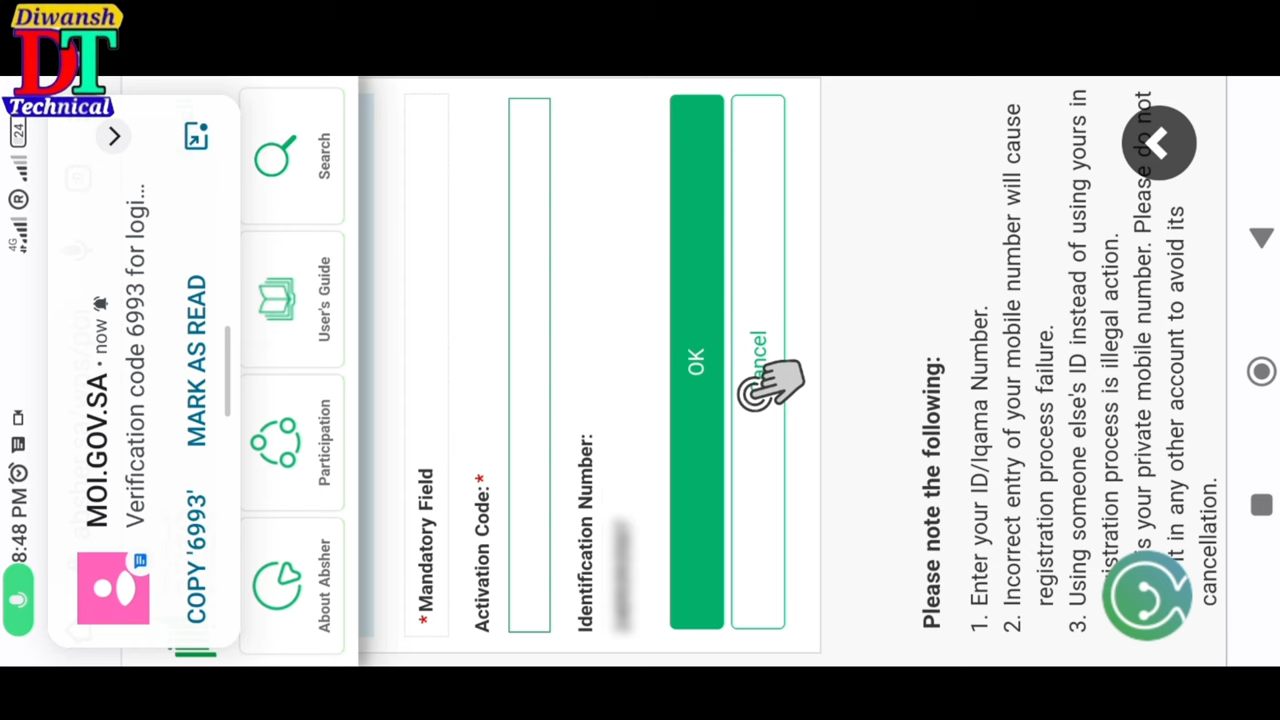 Diwansh
DT
Technical
8:48 PM
4G
R
24
MOI.GOV.SA • now
Verification code 6993 for logi...
COPY '6993'
MARK AS READ
About Absher
Participation
User's Guide
Search
* Mandatory Field
Activation Code: *
Identification Number:
OK
ancel
Please note the following:
1. Enter your ID/Iqama Number.
2. Incorrect entry of your mobile number will cause
registration process failure.
3. Using someone else's ID instead of using yours in
istration process is illegal action.
s your private mobile number. Please do not
it in any other account to avoid its
cancellation.